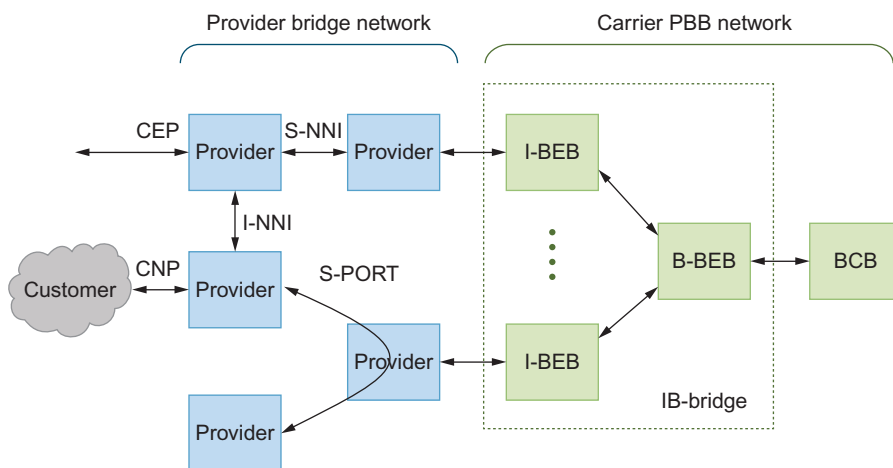 Provider bridge network
Carrier PBB network
CEP
Provider
S-NNI
Provider
I-BEB
I-NNI
Customer
CNP
Provider
S-PORT
B-BEB
BCB
Provider
I-BEB
IB-bridge
Provider